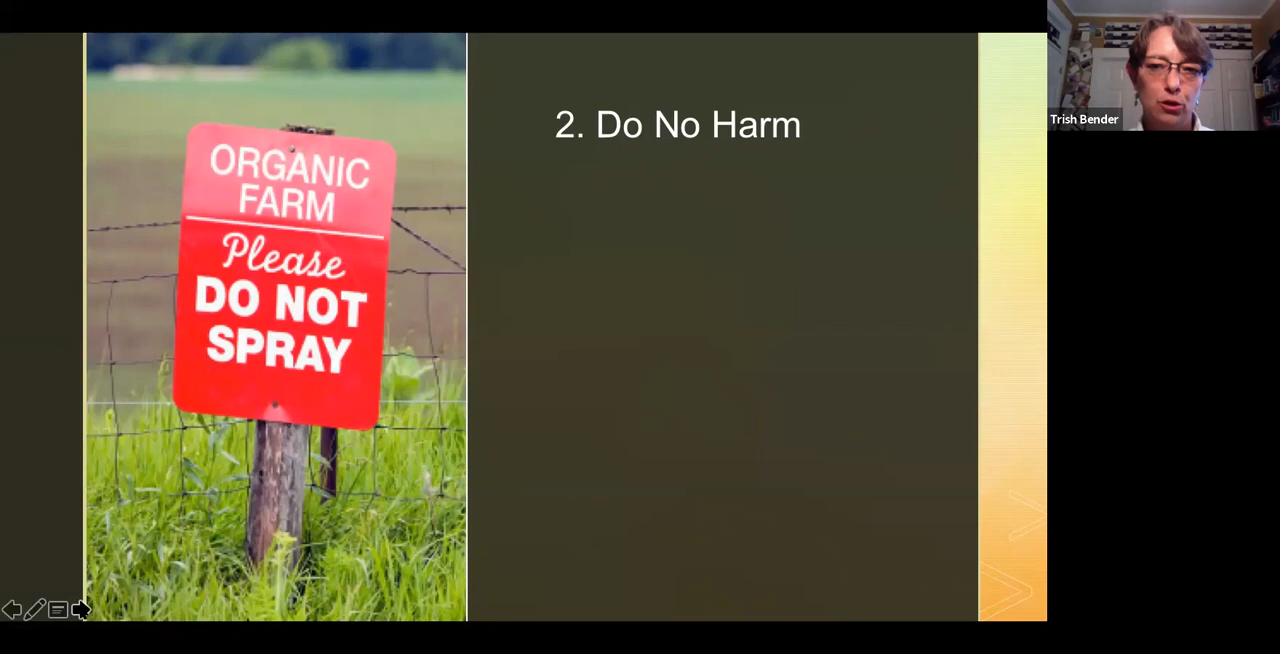 ORGANIC
FARM
Please
DO NOT
SPRAY
2. Do No Harm
Trish Bender